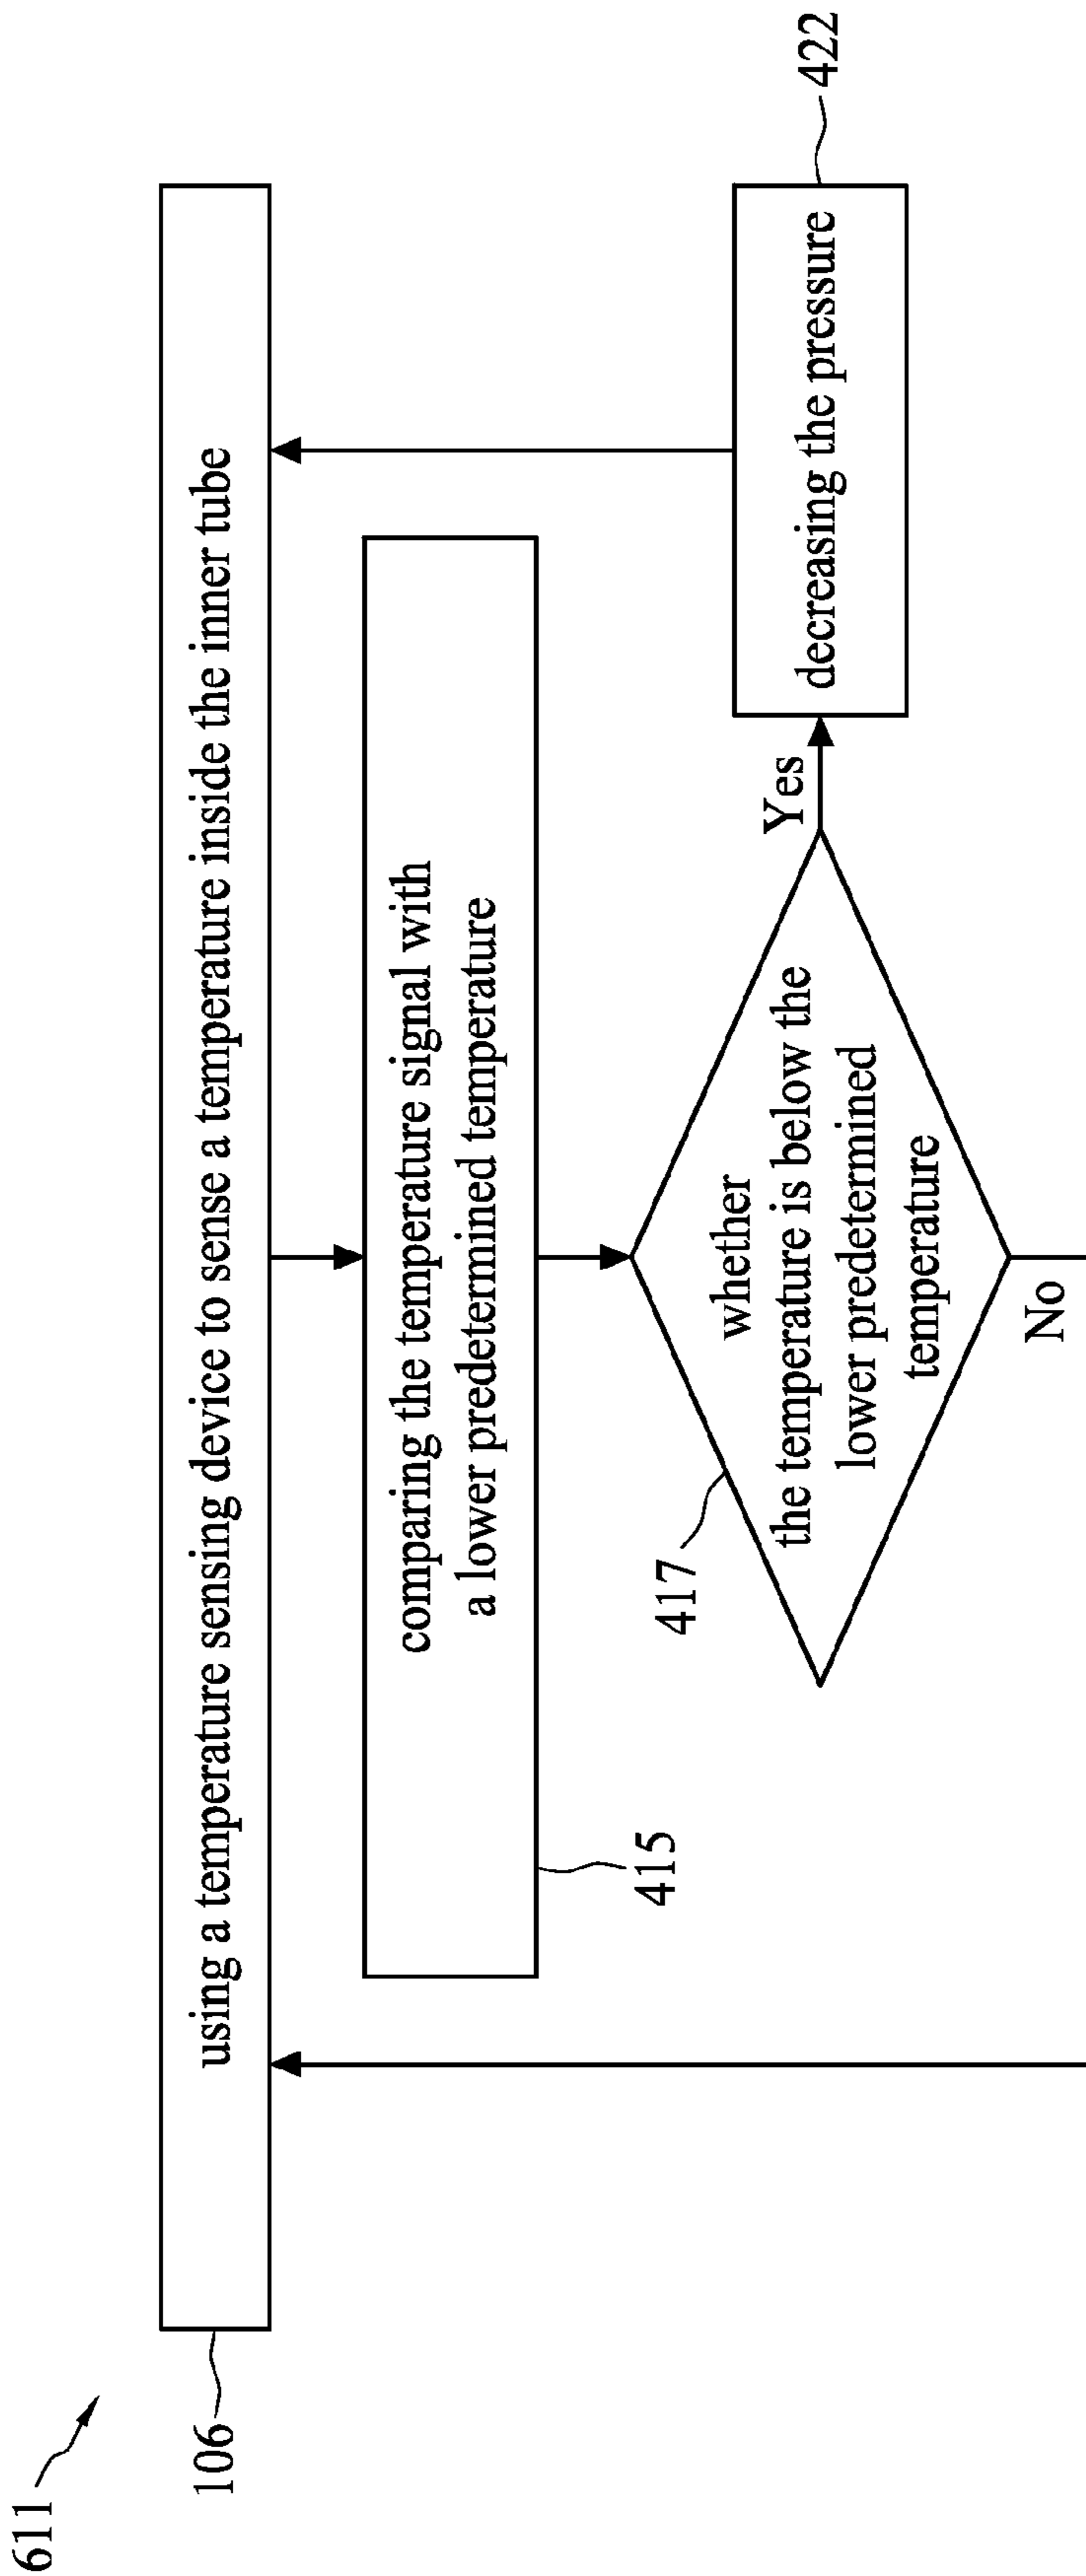 611
106
using a temperature sensing device to sense a temperature inside the inner tube
comparing the temperature signal with
a lower predetermined temperature
415
417
whether
the temperature is below the
lower predetermined
temperature
Yes
decreasing the pressure
422
No